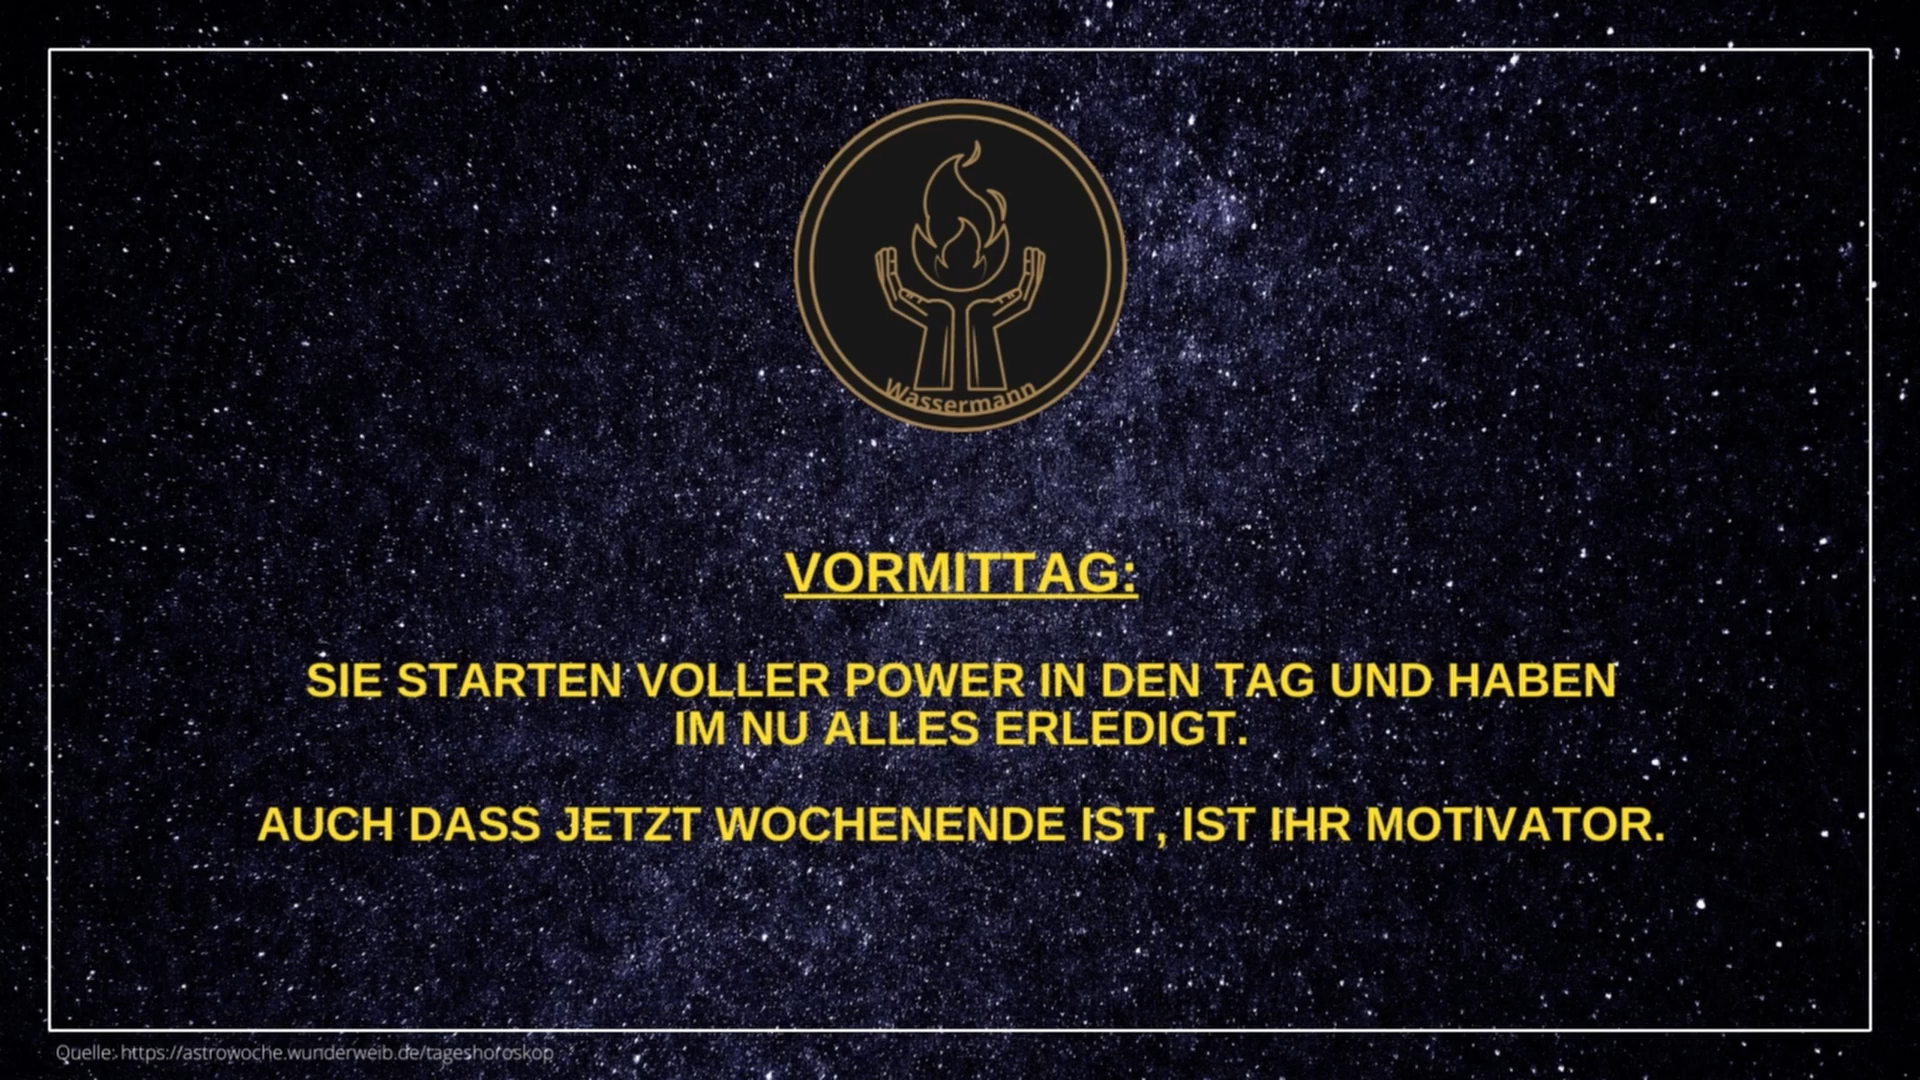 Wassermann
VORMITTAG:
SIE STARTEN VOLLER POWER IN DEN TAG UND HABEN
IM NU ALLES ERLEDIGT.
AUCH DASS JETZT WOCHENENDE IST, IST IHR MOTIVATOR.
Quelle: https://astrowoche.wunderweib.de/tageshoroskop